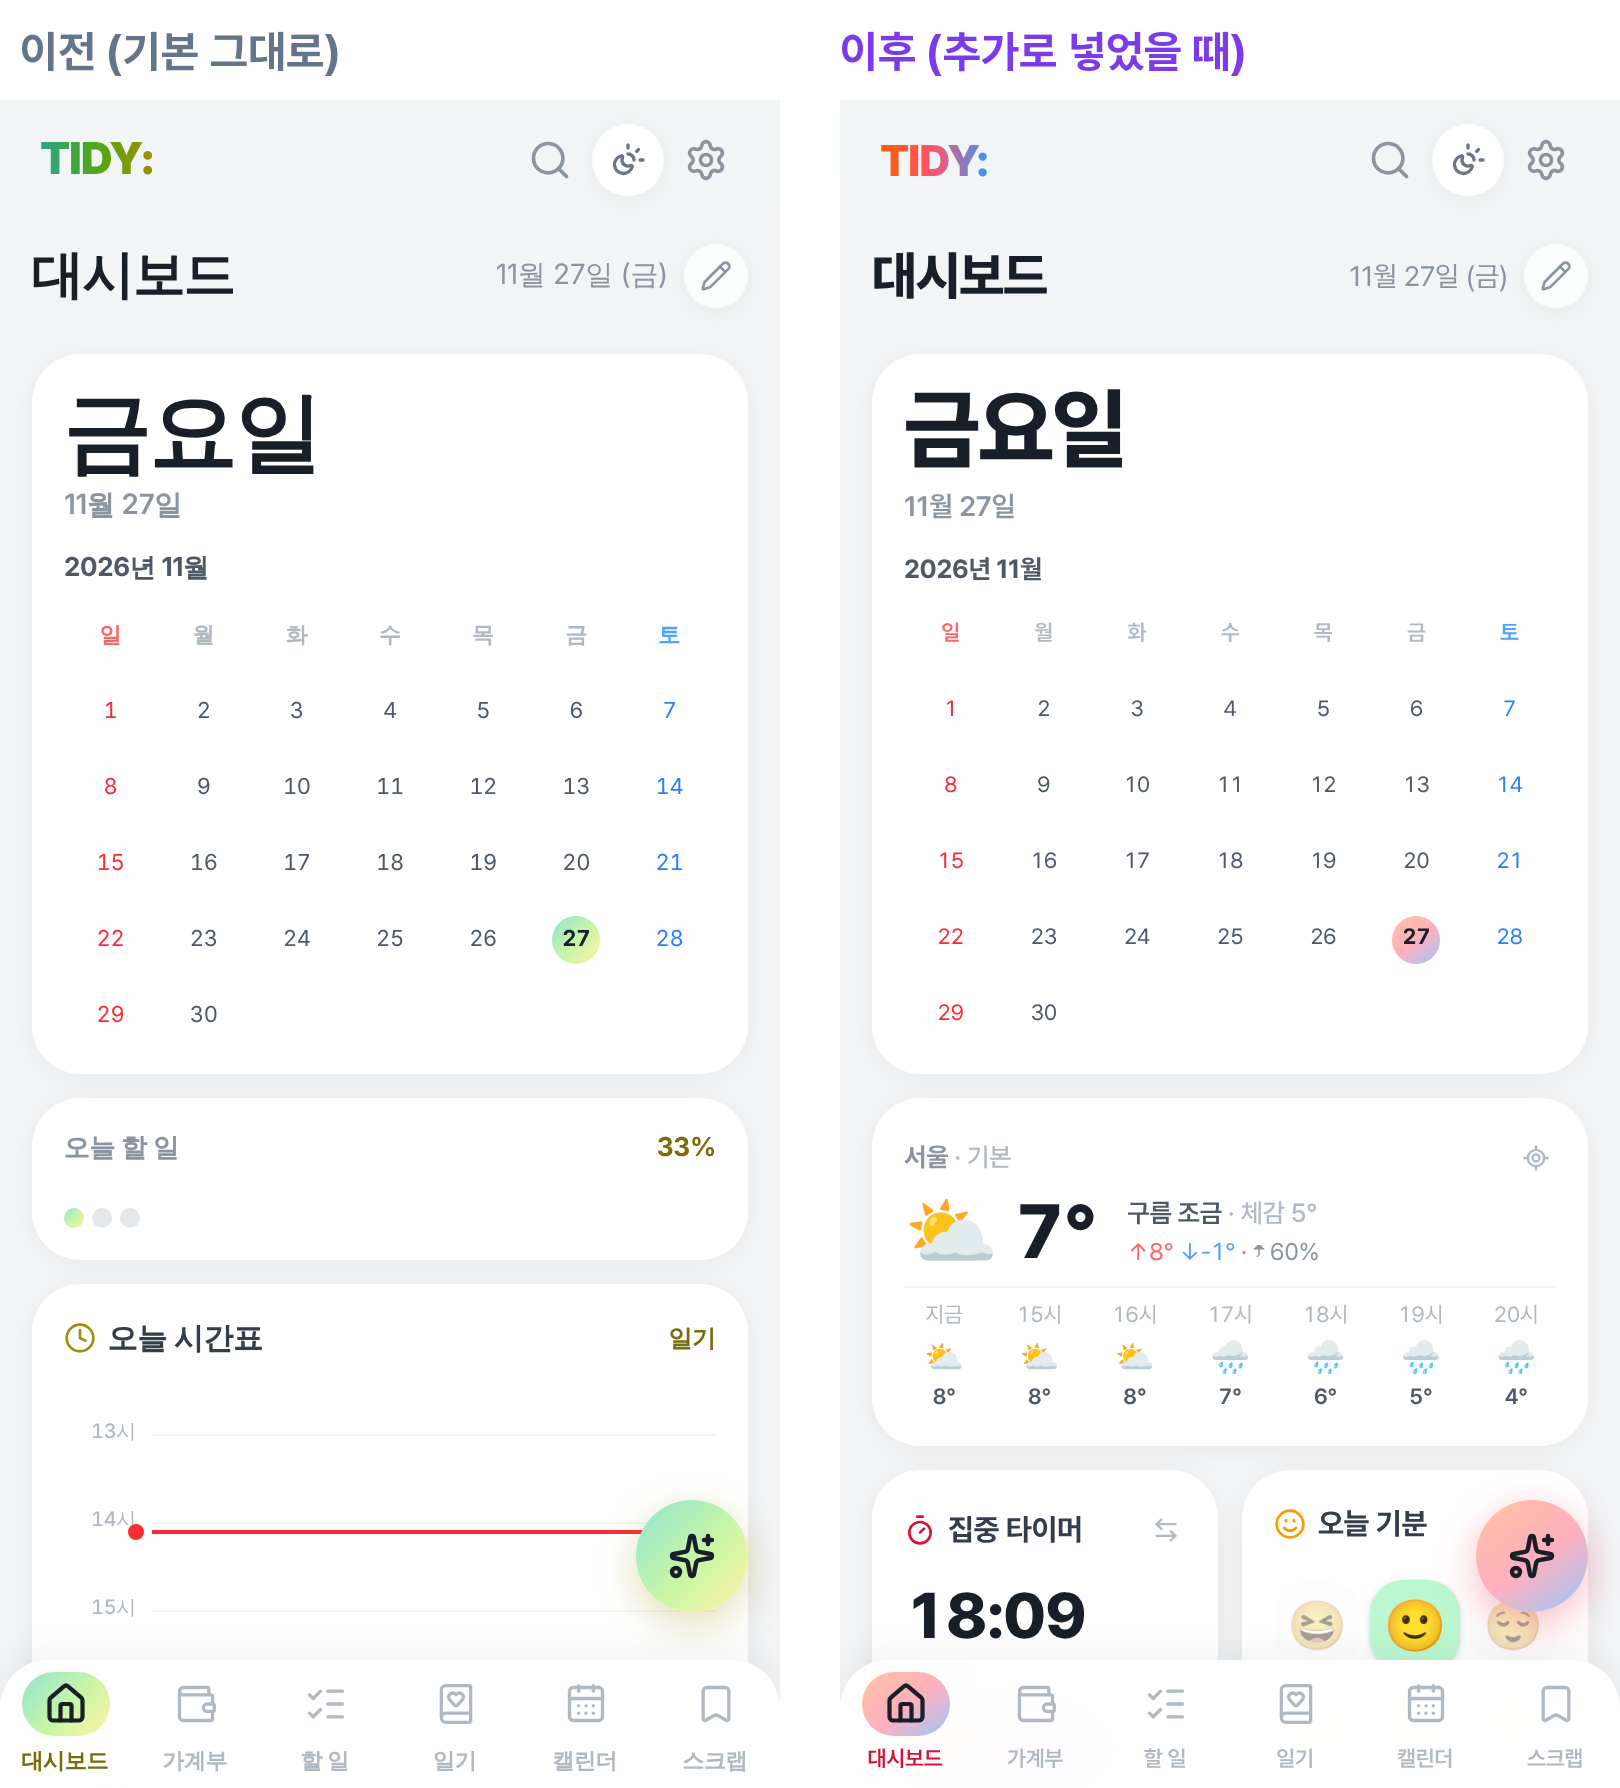 이전 (기본 그대로)
TIDY:
대시보드
11월 27일 (금)
금요일
11월 27일
2026년 11월
일 월 화 수 목 금 토
1 2 3 4 5 6 7
8 9 10 11 12 13 14
15 16 17 18 19 20 21
22 23 24 25 26 27 28
29 30
오늘 할 일 33%
오늘 시간표 일기
13시
14시
15시
대시보드 가계부 할 일 일기 캘린더 스크랩
이후 (추가로 넣었을 때)
TIDY:
대시보드
11월 27일 (금)
금요일
11월 27일
2026년 11월
일 월 화 수 목 금 토
1 2 3 4 5 6 7
8 9 10 11 12 13 14
15 16 17 18 19 20 21
22 23 24 25 26 27 28
29 30
서울 · 기본
7° 구름 조금 · 체감 5°
↑8° ↓-1° · ☂60%
지금 15시 16시 17시 18시 19시 20시
8° 8° 8° 7° 6° 5° 4°
집중 타이머
18:09
오늘 기분
대시보드 가계부 할 일 일기 캘린더 스크랩